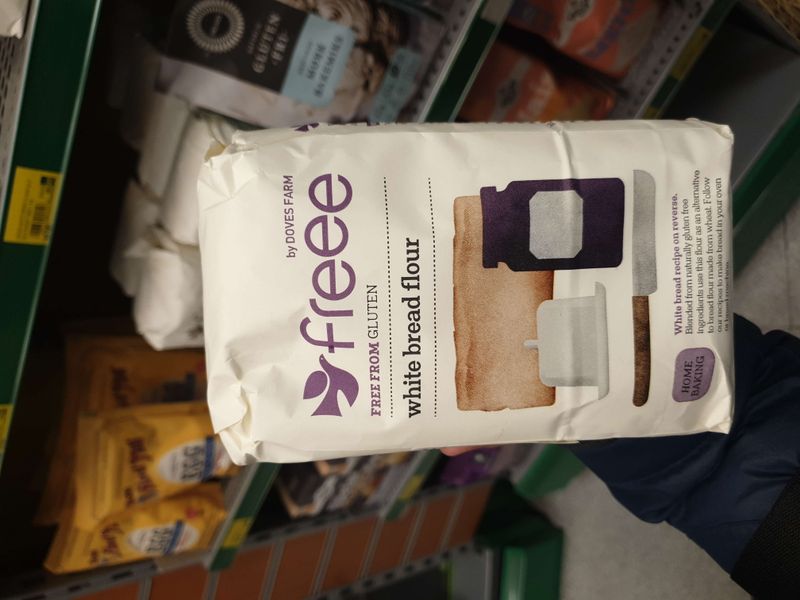 by DOVES FARM
freee
FREE FROM GLUTEN
white bread flour
White bread recipe on reverse.
Blended from naturally gluten free
ingredients use this flour as an alternative
to bread flour made from wheat. Follow
our recipes to make bread in your oven
HOME
BAKING
GLUTEN
EGG